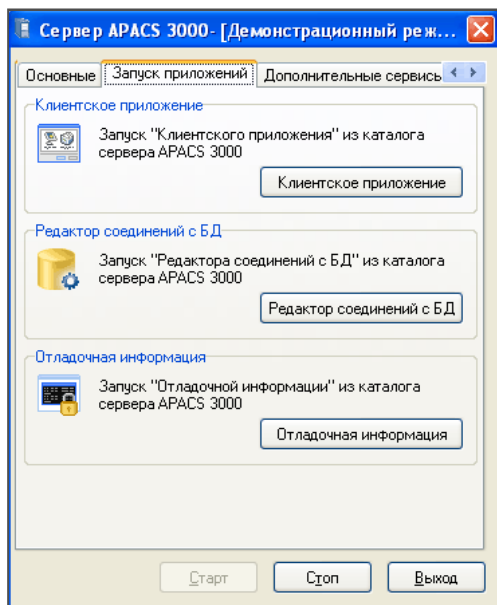 Сервер APACS 3000- [Демонстрационный реж...
Основные Запуск приложений Дополнительные сервисы
Клиентское приложение
Запуск "Клиентского приложения" из каталога
сервера APACS 3000
Клиентское приложение
Редактор соединений с БД
Запуск "Редактора соединений с БД" из каталога
сервера APACS 3000
Редактор соединений с БД
Отладочная информация
Запуск "Отладочной информации" из каталога
сервера APACS 3000
Отладочная информация
Старт Стоп Выход